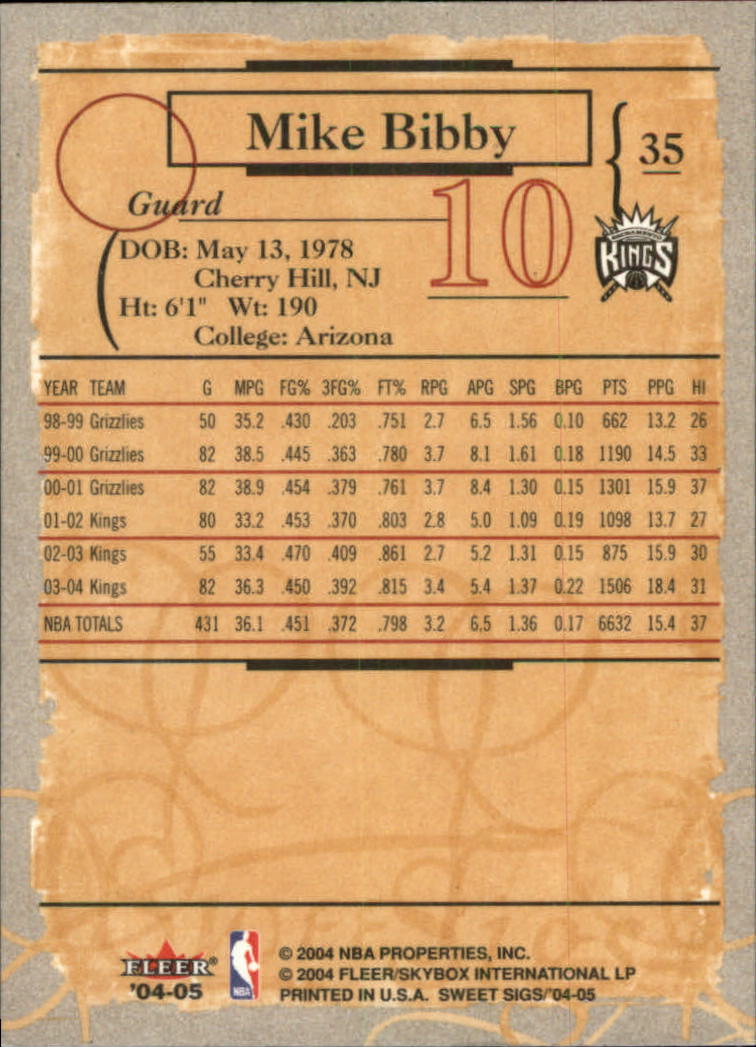 Mike Bibby
35
Guard
10
SACRAMENTO
KINGS
DOB: May 13, 1978
Cherry Hill, NJ
Ht: 6'1" Wt: 190
College: Arizona
YEAR TEAM G MPG FG% 3FG% FT% RPG APG SPG BPG PTS PPG HI
98-99 Grizzlies 50 35.2 .430 .203 .751 2.7 6.5 1.56 0.10 662 13.2 26
99-00 Grizzlies 82 38.5 .445 .363 .780 3.7 8.1 1.61 0.18 1190 14.5 33
00-01 Grizzlies 82 38.9 .454 .379 .761 3.7 8.4 1.30 0.15 1301 15.9 37
01-02 Kings 80 33.2 .453 .370 .803 2.8 5.0 1.09 0.19 1098 13.7 27
02-03 Kings 55 33.4 .470 .409 .861 2.7 5.2 1.31 0.15 875 15.9 30
03-04 Kings 82 36.3 .450 .392 .815 3.4 5.4 1.37 0.22 1506 18.4 31
NBA TOTALS 431 36.1 .451 .372 .798 3.2 6.5 1.36 0.17 6632 15.4 37
FLEER®
'04-05
NBA
© 2004 NBA PROPERTIES, INC.
© 2004 FLEER/SKYBOX INTERNATIONAL LP
PRINTED IN U.S.A. SWEET SIGS/'04-05